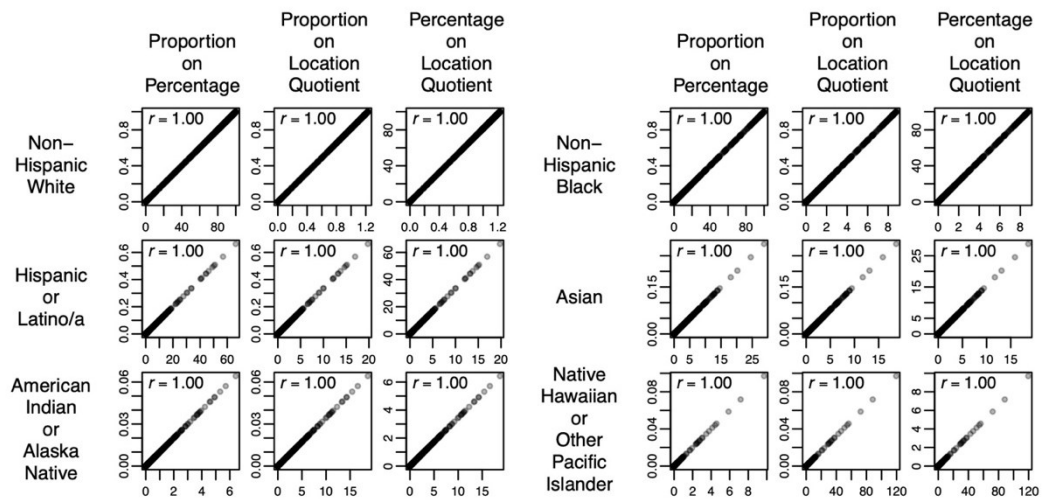 Proportion on Percentage
Proportion on Location Quotient
Percentage on Location Quotient
Proportion on Percentage
Proportion on Location Quotient
Percentage on Location Quotient
Non-Hispanic White
r = 1.00
0.0 0.4 0.8
0 40 80
r = 1.00
0.0 0.4 0.8
0.0 0.4 0.8 1.2
r = 1.00
0 40 80
0.0 0.4 0.8 1.2
Non-Hispanic Black
r = 1.00
0.0 0.4 0.8
0 40 80
r = 1.00
0.0 0.4 0.8
0 2 4 6 8
r = 1.00
0 40 80
0 2 4 6 8
Hispanic or Latino/a
r = 1.00
0.0 0.2 0.4 0.6
0 20 40 60
r = 1.00
0.0 0.2 0.4 0.6
0 5 10 15 20
r = 1.00
0 20 40 60
0 5 10 15 20
Asian
r = 1.00
0.00 0.15
0 5 10 15 20 25
r = 1.00
0.00 0.15
0 5 10 15
r = 1.00
0 5 15 25
0 5 10 15
American Indian or Alaska Native
r = 1.00
0.00 0.03 0.06
0 2 4 6
r = 1.00
0.00 0.03 0.06
0 5 10 15
r = 1.00
0 2 4 6
0 5 10 15
Native Hawaiian or Other Pacific Islander
r = 1.00
0.00 0.04 0.08
0 2 4 6 8
r = 1.00
0.00 0.04 0.08
0 40 80 120
r = 1.00
0 2 4 6 8
0 20 60 100 120